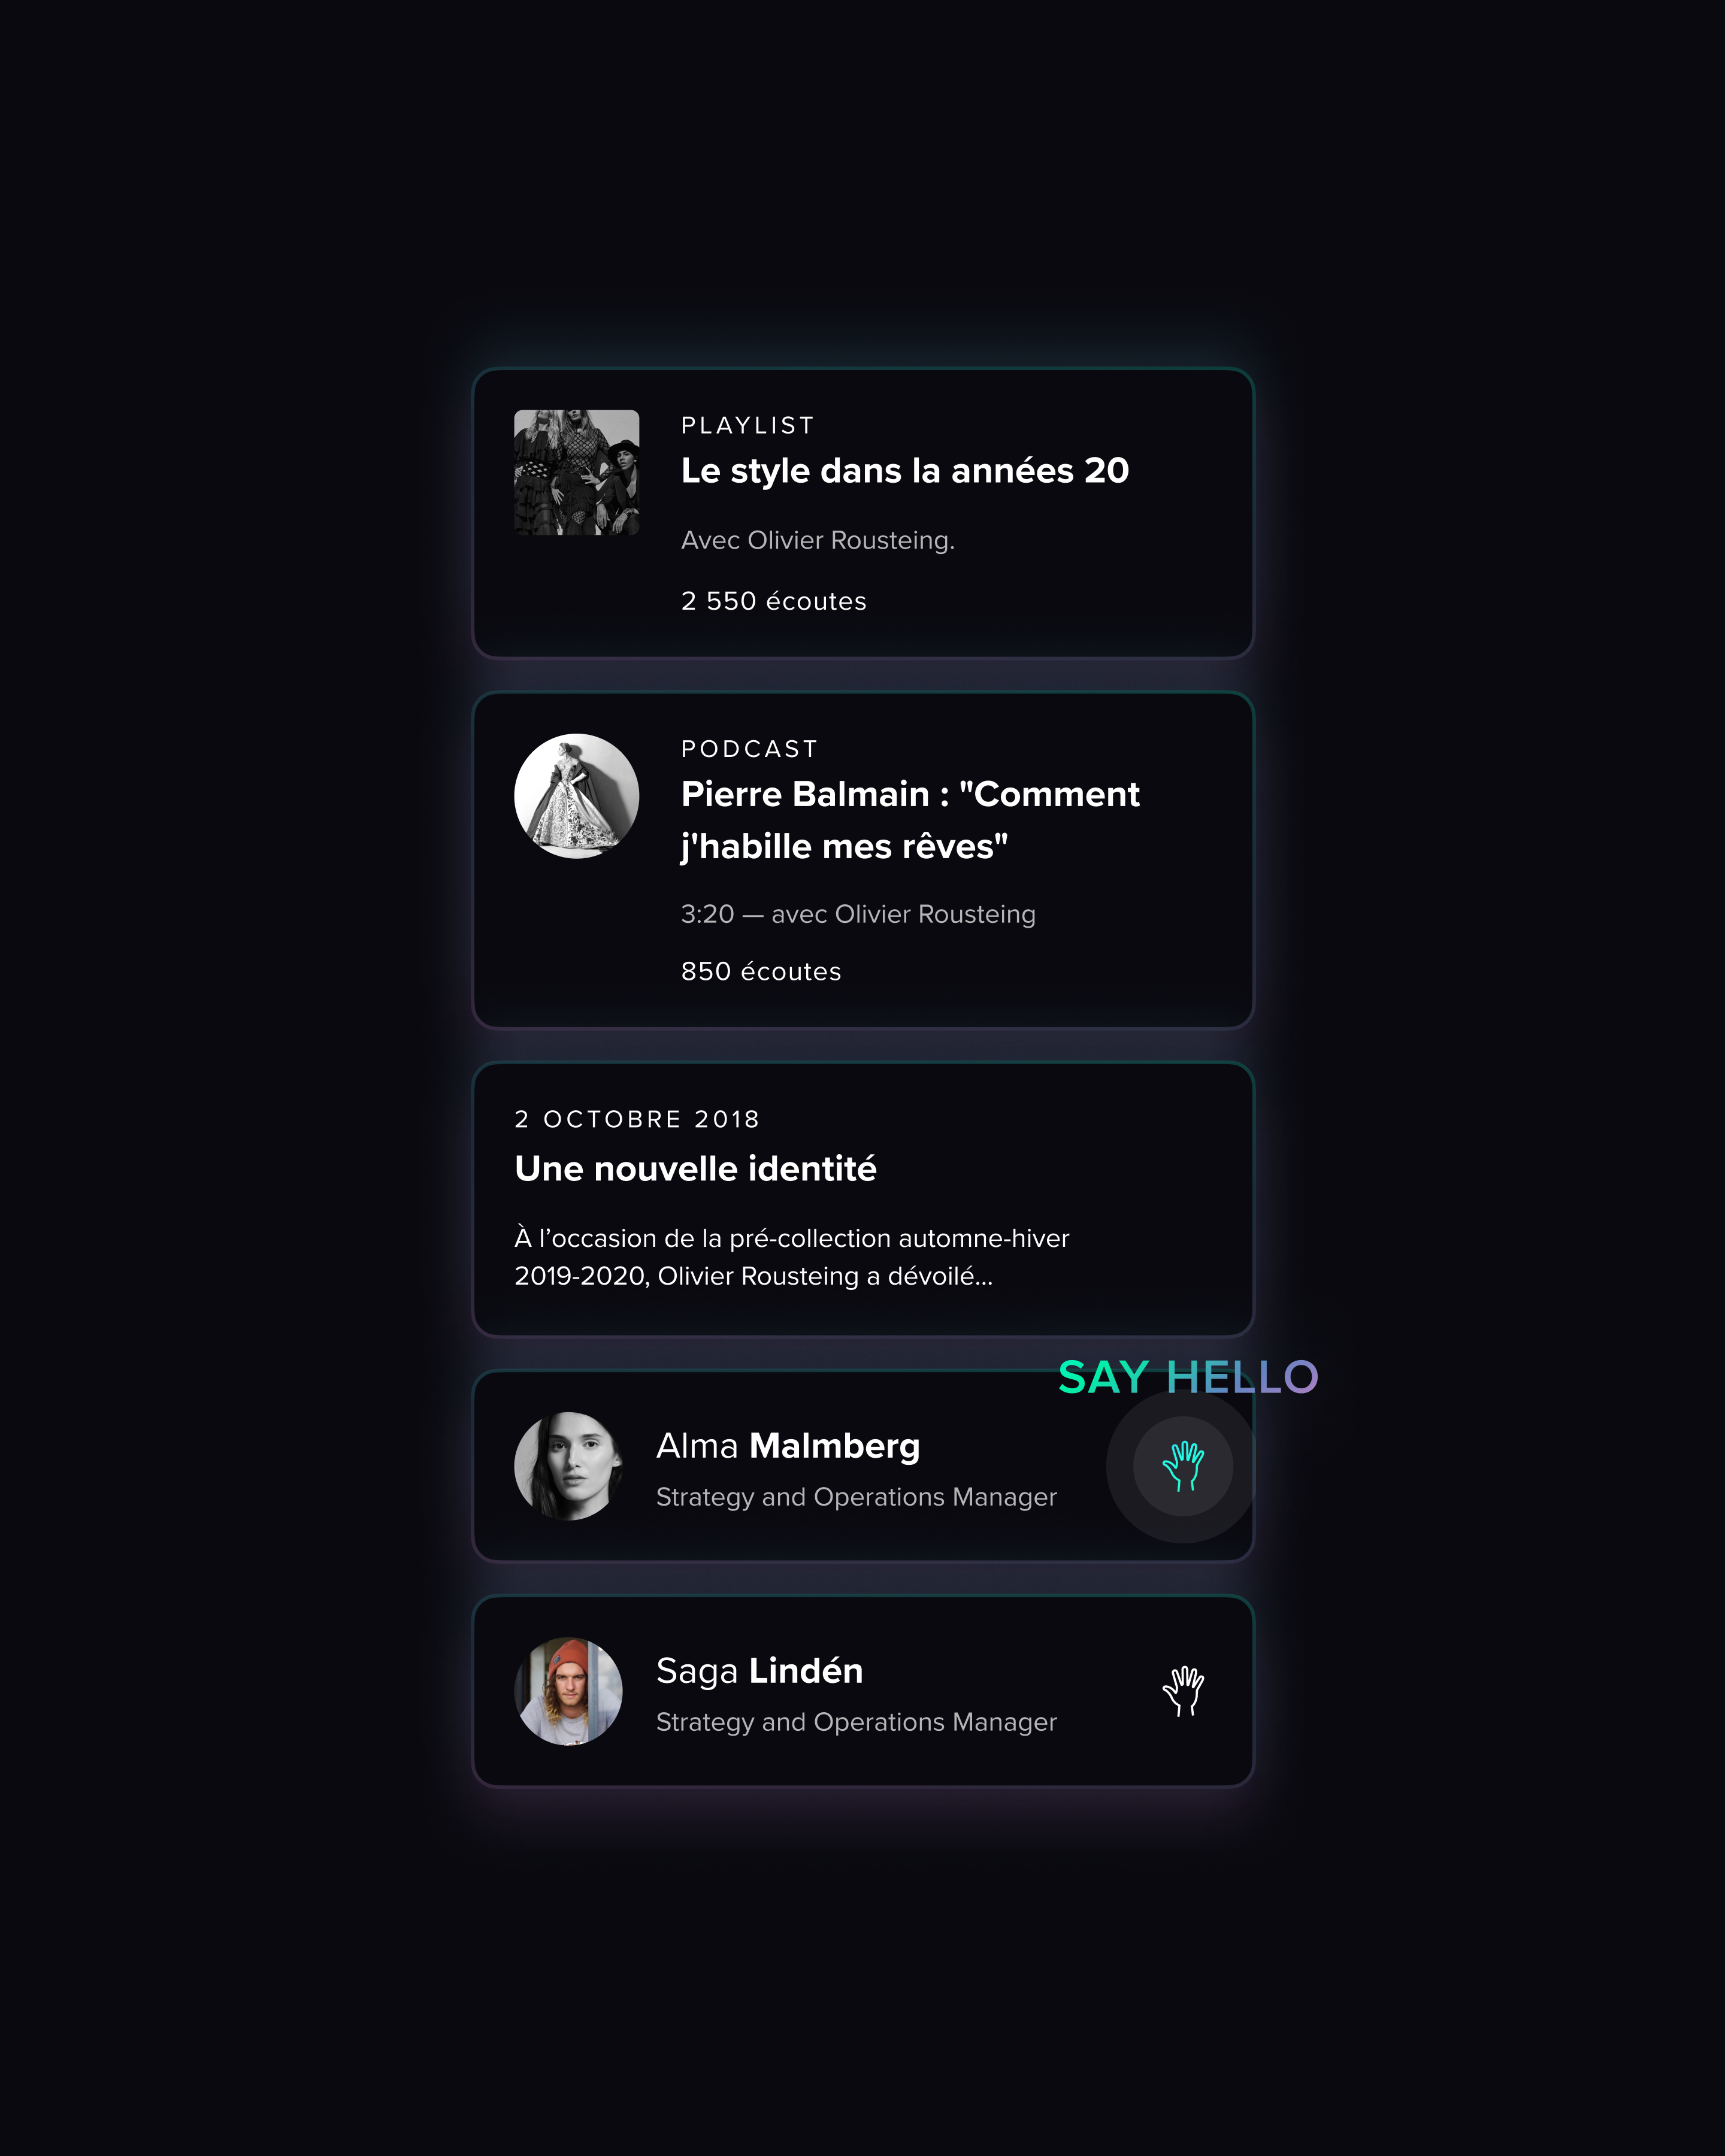 PLAYLIST
Le style dans la années 20
Avec Olivier Rousteing.
2 550 écoutes
PODCAST
Pierre Balmain : "Comment
j'habille mes rêves"
3:20 — avec Olivier Rousteing
850 écoutes
2 OCTOBRE 2018
Une nouvelle identité
À l’occasion de la pré-collection automne-hiver
2019-2020, Olivier Rousteing a dévoilé...
SAY HELLO
Alma Malmberg
Strategy and Operations Manager
Saga Lindén
Strategy and Operations Manager